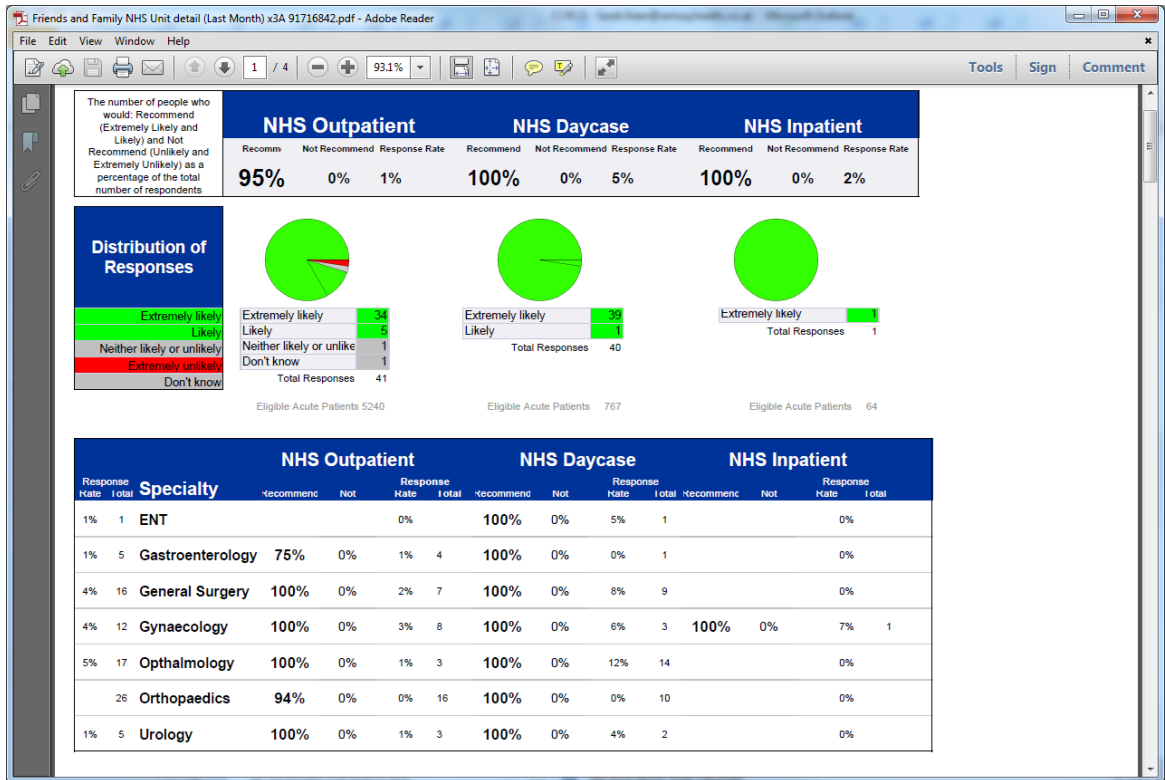 Friends and Family NHS Unit detail (Last Month) x3A 91716842.pdf - Adobe Reader
File Edit View Window Help
1 / 4 93.1% Tools Sign Comment
The number of people who
would: Recommend
(Extremely Likely and
Likely) and Not
Recommend (Unlikely and
Extremely Unlikely) as a
percentage of the total
number of respondents
NHS Outpatient NHS Daycase NHS Inpatient
Recomm Not Recommend Response Rate Recommend Not Recommend Response Rate Recommend Not Recommend Response Rate
95% 0% 1% 100% 0% 5% 100% 0% 2%
Distribution of
Responses
Extremely likely
Likely
Neither likely or unlikely
Extremely unlikely
Don't know
Extremely likely 34
Likely 5
Neither likely or unlike 1
Don't know 1
Total Responses 41
Eligible Acute Patients 5240
Extremely likely 39
Likely 1
Total Responses 40
Eligible Acute Patients 767
Extremely likely 1
Total Responses 1
Eligible Acute Patients 64
NHS Outpatient NHS Daycase NHS Inpatient
Response Response Response Response
Rate Total Specialty Recommend Not Rate Total Recommend Not Rate Total Recommend Not Rate Total
1% 1 ENT 0% 100% 0% 5% 1 0%
1% 5 Gastroenterology 75% 0% 1% 4 100% 0% 0% 1 0%
4% 16 General Surgery 100% 0% 2% 7 100% 0% 8% 9 0%
4% 12 Gynaecology 100% 0% 3% 8 100% 0% 6% 3 100% 0% 7% 1
5% 17 Opthalmology 100% 0% 1% 3 100% 0% 12% 14 0%
26 Orthopaedics 94% 0% 0% 16 100% 0% 0% 10 0%
1% 5 Urology 100% 0% 1% 3 100% 0% 4% 2 0%